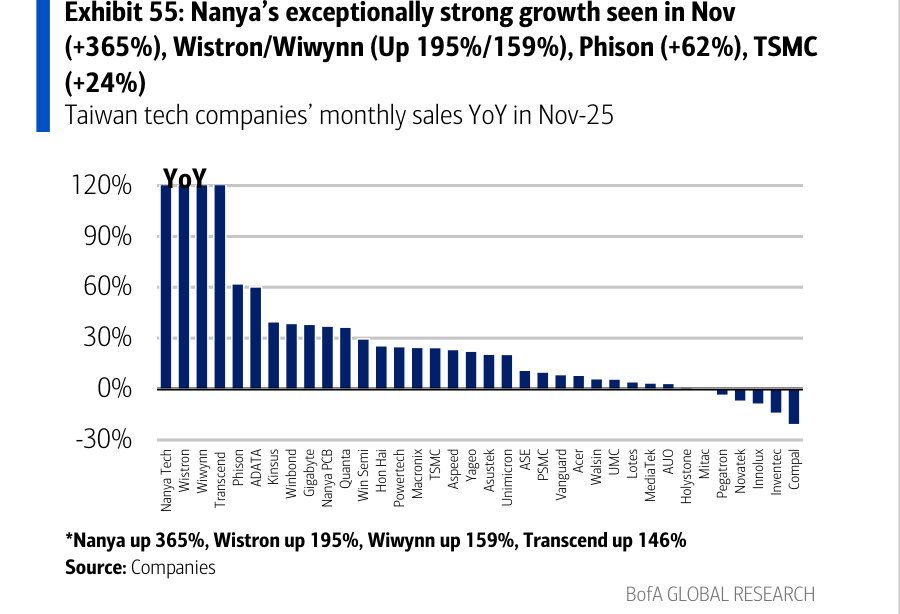 Exhibit 55: Nanya’s exceptionally strong growth seen in Nov
(+365%), Wistron/Wiwynn (Up 195%/159%), Phison (+62%), TSMC
(+24%)
Taiwan tech companies’ monthly sales YoY in Nov-25
YoY
120%
90%
60%
30%
0%
-30%
Nanya Tech
Wistron
Wiwynn
Transcend
Phison
ADATA
Kinsus
Winbond
Gigabyte
Nanya PCB
Quanta
Win Semi
Hon Hai
Powertech
Macronix
TSMC
Aspeed
Yageo
Asustek
Unimicron
ASE
PSMC
Vanguard
Acer
Walsin
UMC
Lotes
MediaTek
AUO
Holystone
Mitac
Pegatron
Novatek
Innolux
Inventec
Compal
*Nanya up 365%, Wistron up 195%, Wiwynn up 159%, Transcend up 146%
Source: Companies
BofA GLOBAL RESEARCH